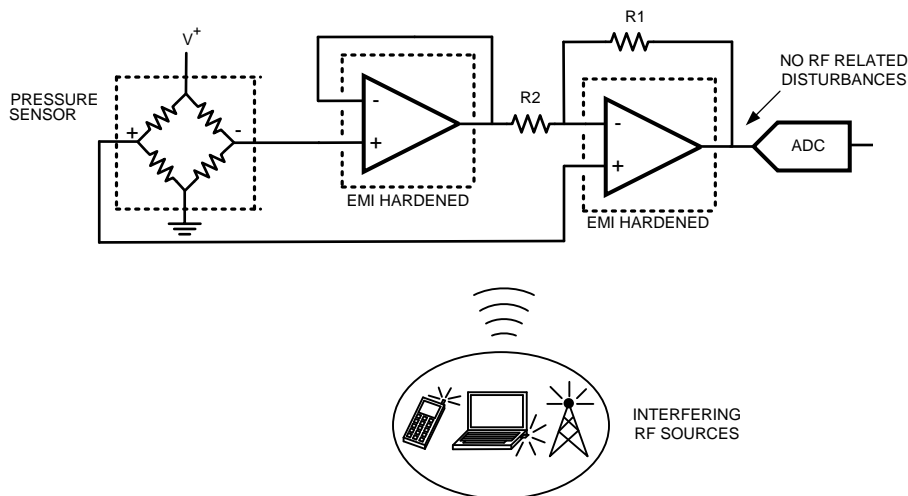 R1
V+
NO RF RELATED
DISTURBANCES
PRESSURE
SENSOR
-
R2
-
+
-
+
+
ADC
EMI HARDENED
EMI HARDENED
INTERFERING
RF SOURCES